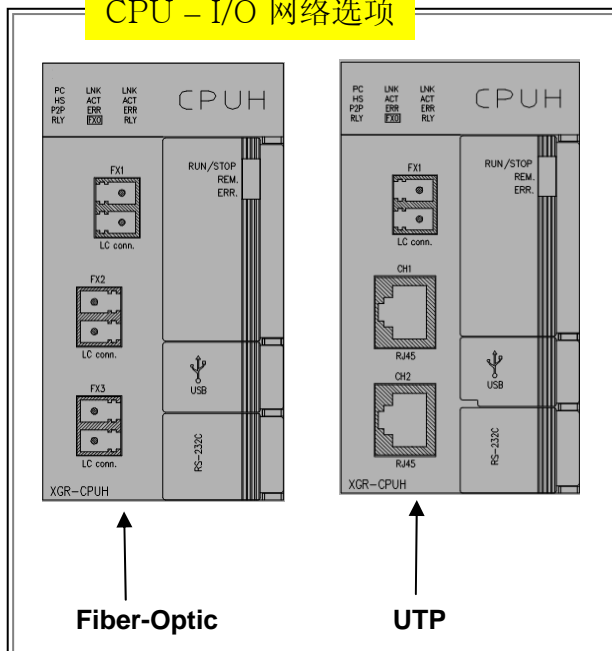 CPU – I/O 网络选项
PC LNK LNK
HS ACT ACT
P2P ERR ERR
RLY FX0 RLY
CPUH
RUN/STOP
REM.
ERR.
FX1
LC conn.
FX2
LC conn.
USB
FX3
LC conn.
RS-232C
XGR-CPUH
PC LNK LNK
HS ACT ACT
P2P ERR ERR
RLY FX0 RLY
CPUH
RUN/STOP
REM.
ERR.
FX1
LC conn.
CH1
RJ45
USB
CH2
RJ45
RS-232C
XGR-CPUH
Fiber-Optic
UTP